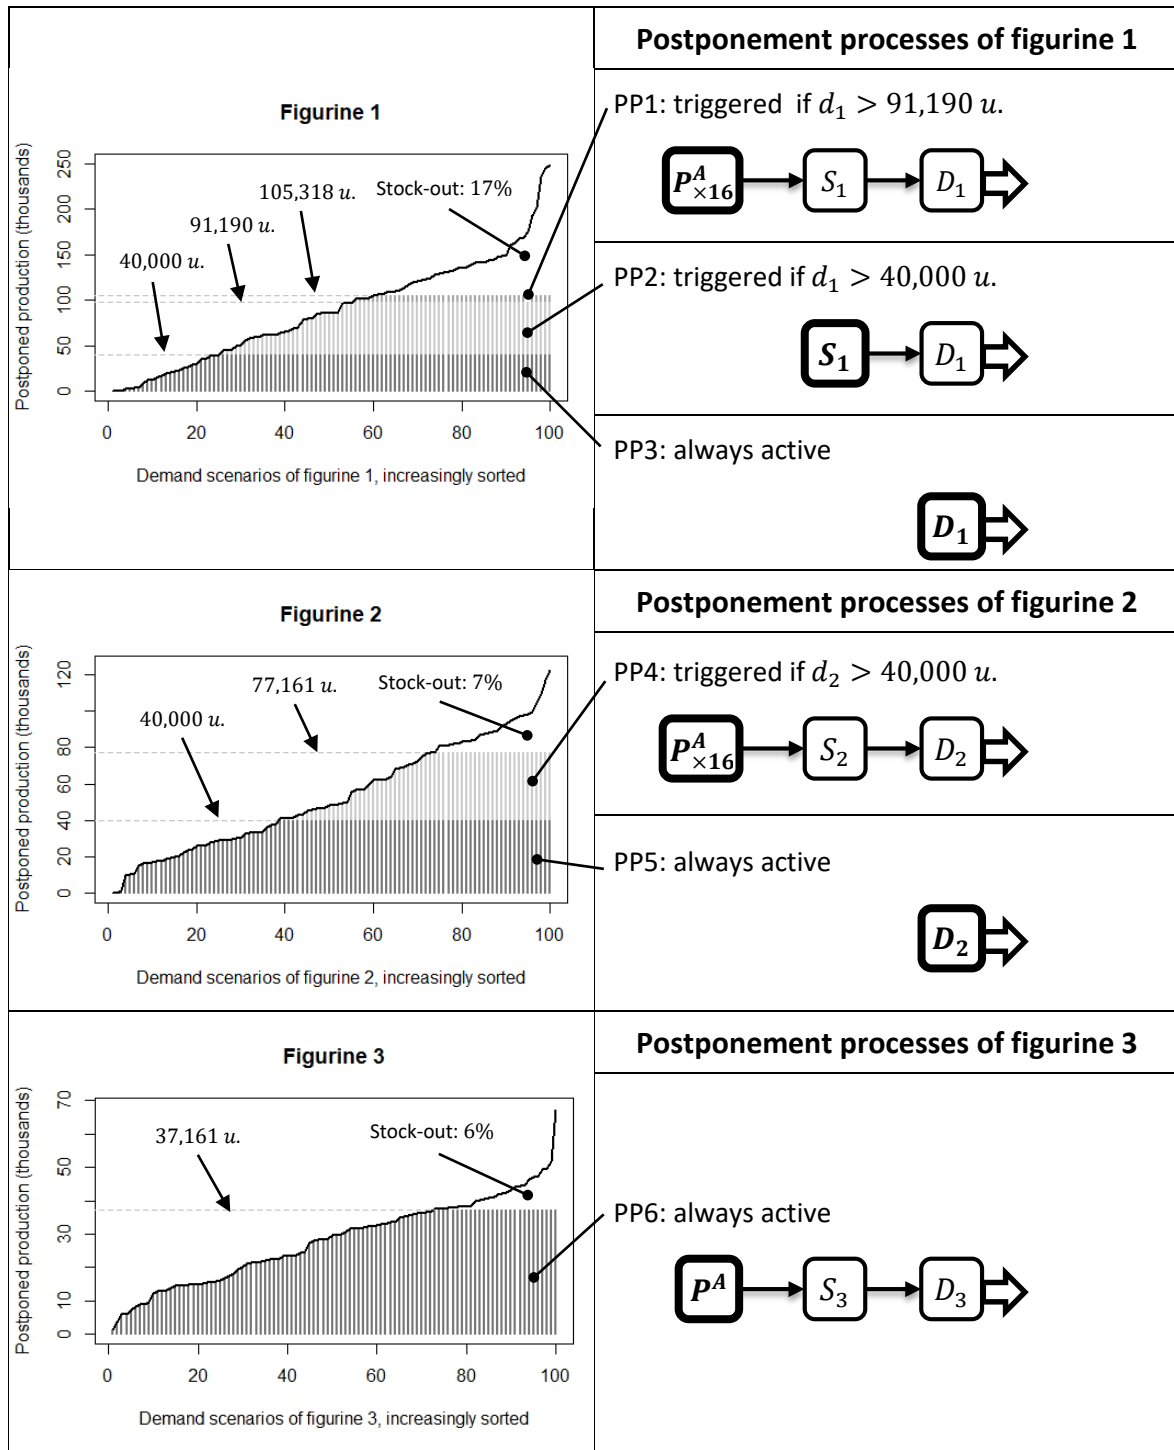 Postponement processes of figurine 1
Figurine 1
Postponed production (thousands)
250
200
150
100
50
0
105,318 u.
91,190 u.
40,000 u.
Stock-out: 17%
0 20 40 60 80 100
Demand scenarios of figurine 1, increasingly sorted
PP1: triggered if d₁ > 91,190 u.
P^A ×16 S₁ D₁
PP2: triggered if d₁ > 40,000 u.
S₁ D₁
PP3: always active
D₁
Postponement processes of figurine 2
Figurine 2
Postponed production (thousands)
120
80
60
40
20
0
77,161 u.
40,000 u.
Stock-out: 7%
0 20 40 60 80 100
Demand scenarios of figurine 2, increasingly sorted
PP4: triggered if d₂ > 40,000 u.
P^A ×16 S₂ D₂
PP5: always active
D₂
Postponement processes of figurine 3
Figurine 3
Postponed production (thousands)
70
50
30
10
0
37,161 u.
Stock-out: 6%
0 20 40 60 80 100
Demand scenarios of figurine 3, increasingly sorted
PP6: always active
P^A S₃ D₃